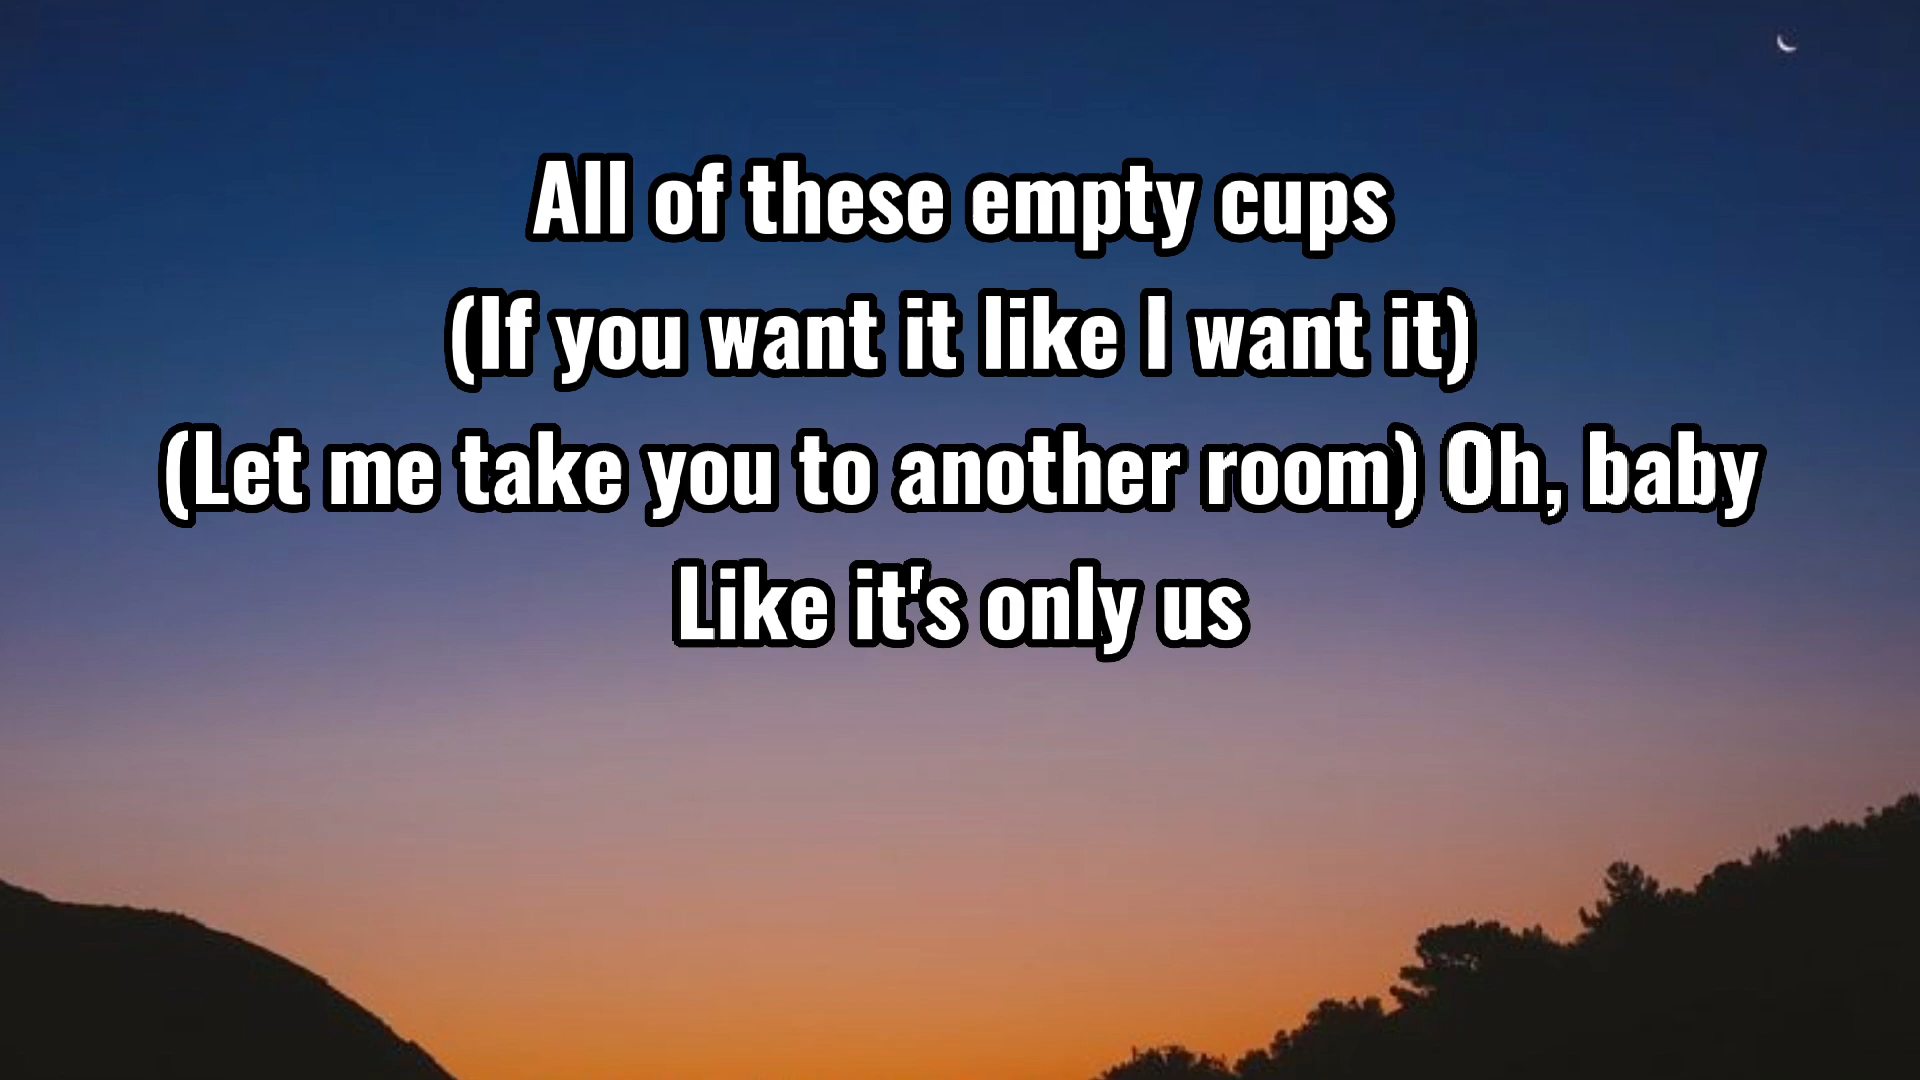 All of these empty cups
(If you want it like I want it)
(Let me take you to another room) Oh, baby
Like it's only us